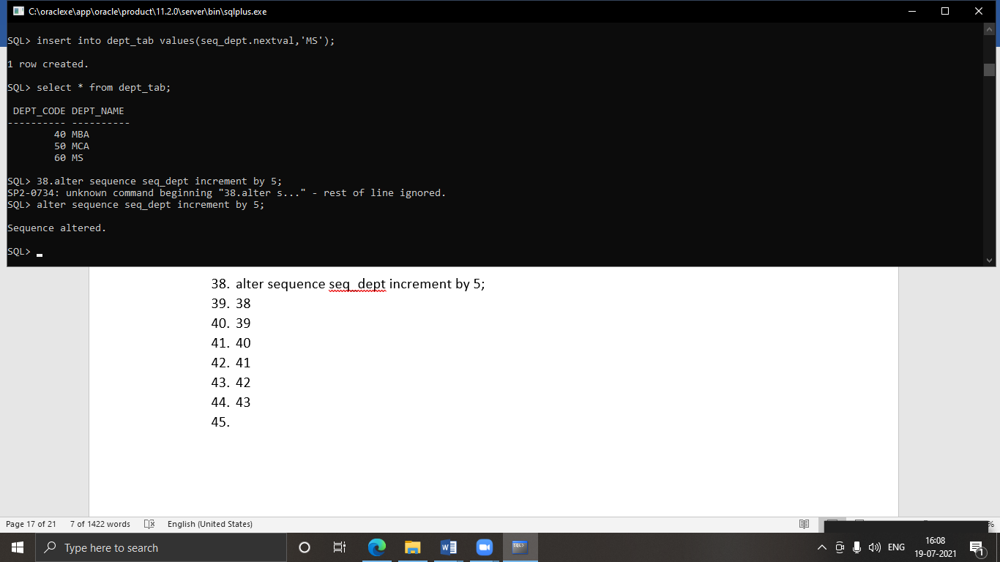 C:\oraclexe\app\oracle\product\11.2.0\server\bin\sqlplus.exe
SQL> insert into dept_tab values(seq_dept.nextval,'MS');
1 row created.
SQL> select * from dept_tab;
DEPT_CODE DEPT_NAME
---------- ----------
40 MBA
50 MCA
60 MS
SQL> 38.alter sequence seq_dept increment by 5;
SP2-0734: unknown command beginning "38.alter s..." - rest of line ignored.
SQL> alter sequence seq_dept increment by 5;
Sequence altered.
SQL>
38. alter sequence seq_dept increment by 5;
39. 38
40. 39
41. 40
42. 41
43. 42
44. 43
45.
Page 17 of 21 7 of 1422 words English (United States)
Type here to search
ENG
16:08
19-07-2021
1